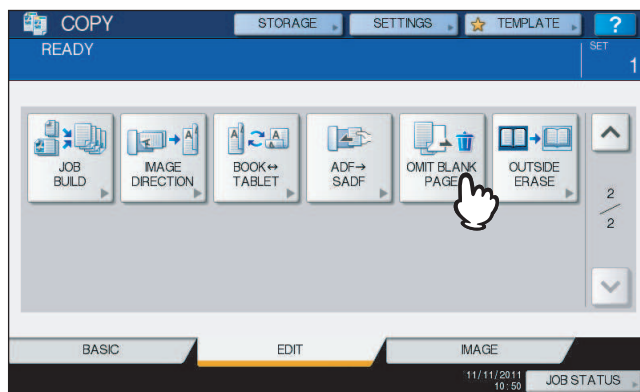 COPY
STORAGE
SETTINGS
TEMPLATE
?
READY
SET
1
JOB
BUILD
IMAGE
DIRECTION
BOOK↔
TABLET
ADF→
SADF
OMIT BLANK
PAGE
OUTSIDE
ERASE
2
2
BASIC
EDIT
IMAGE
11/11/2011
10:50
JOB STATUS